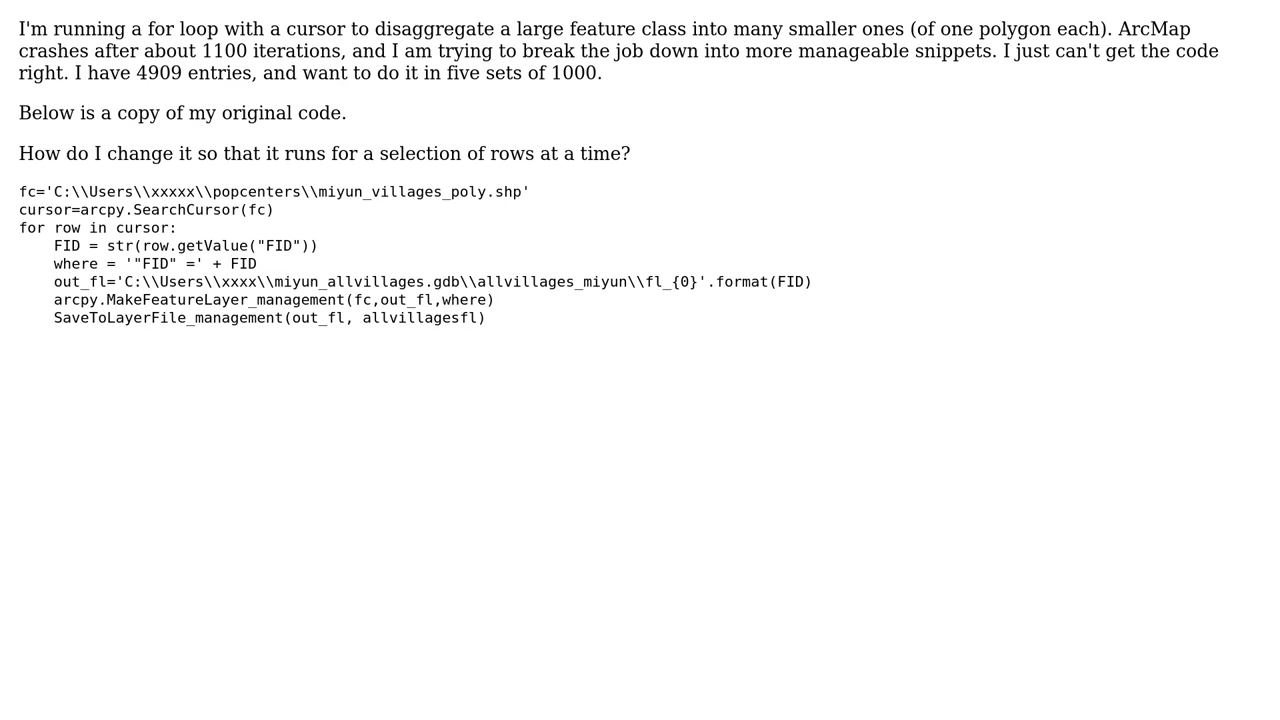 I'm running a for loop with a cursor to disaggregate a large feature class into many smaller ones (of one polygon each). ArcMap
crashes after about 1100 iterations, and I am trying to break the job down into more manageable snippets. I just can't get the code
right. I have 4909 entries, and want to do it in five sets of 1000.
Below is a copy of my original code.
How do I change it so that it runs for a selection of rows at a time?
fc='C:\\Users\\xxxxx\\popcenters\\miyun_villages_poly.shp'
cursor=arcpy.SearchCursor(fc)
for row in cursor:
    FID = str(row.getValue("FID"))
    where = '"FID" =' + FID
    out_fl='C:\\Users\\xxxx\\miyun_allvillages.gdb\\allvillages_miyun\\fl_{0}'.format(FID)
    arcpy.MakeFeatureLayer_management(fc,out_fl,where)
    SaveToLayerFile_management(out_fl, allvillagesfl)